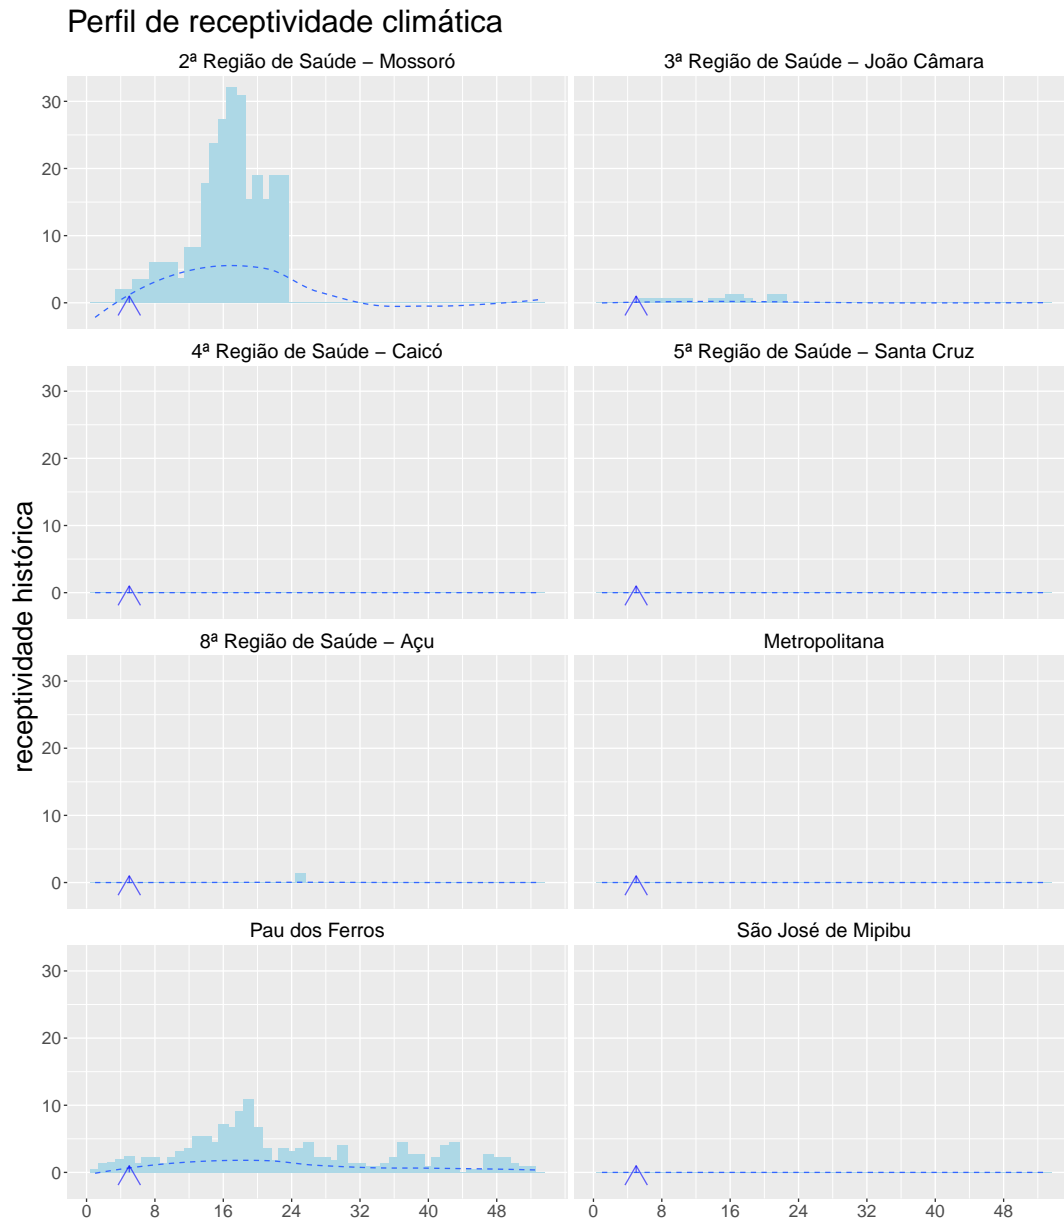 Perfil de receptividade climática
2ª Região de Saúde − Mossoró
3ª Região de Saúde − João Câmara
30
20
10
0
4ª Região de Saúde − Caicó
5ª Região de Saúde − Santa Cruz
30
20
10
0
receptividade histórica
8ª Região de Saúde − Açu
Metropolitana
30
20
10
0
Pau dos Ferros
São José de Mipibu
30
20
10
0
0 8 16 24 32 40 48
0 8 16 24 32 40 48